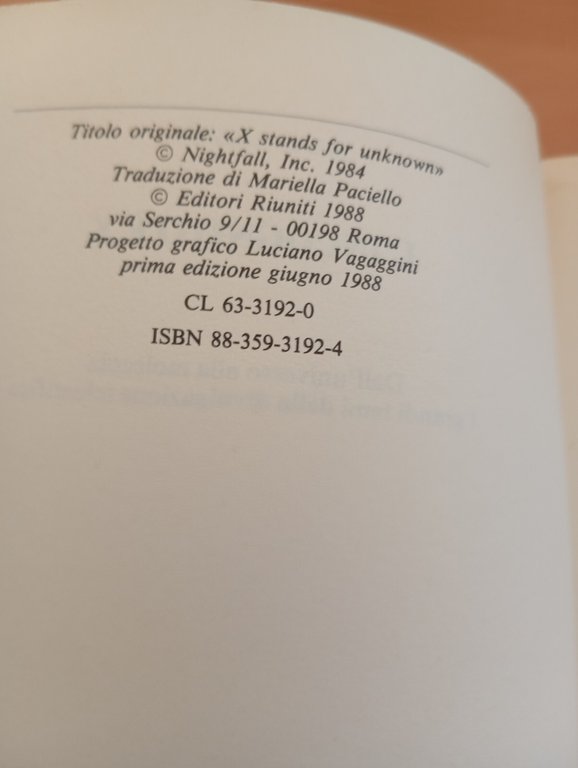 Titolo originale: «X stands for unknown»
© Nightfall, Inc. 1984
Traduzione di Mariella Paciello
© Editori Riuniti 1988
via Serchio 9/11 - 00198 Roma
Progetto grafico Luciano Vagaggini
prima edizione giugno 1988
CL 63-3192-0
ISBN 88-359-3192-4